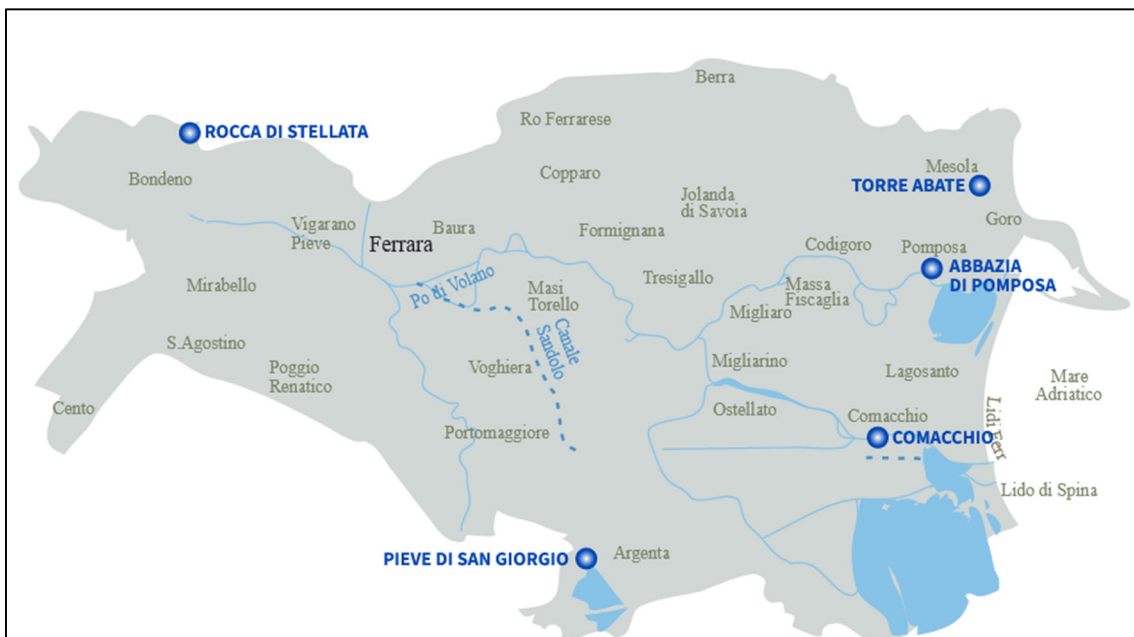 Berra
Ro Ferrarese
ROCCA DI STELLATA
Bondeno
Copparo
Mesola
TORRE ABATE
Jolanda
di Savoia
Goro
Vigarano
Pieve
Ferrara
Baura
Formignana
Codigoro
Pomposa
ABBAZIA
DI POMPOSA
Mirabello
Po di Volano
Masi
Torello
Tresigallo
Massa
Fiscaglia
Migliaro
S.Agostino
Canale
Sandolo
Poggio
Renatico
Voghiera
Migliarino
Lagosanto
Mare
Adriatico
Cento
Ostellato
Comacchio
Lidi Ferr
Portomaggiore
COMACCHIO
Lido di Spina
PIEVE DI SAN GIORGIO
Argenta